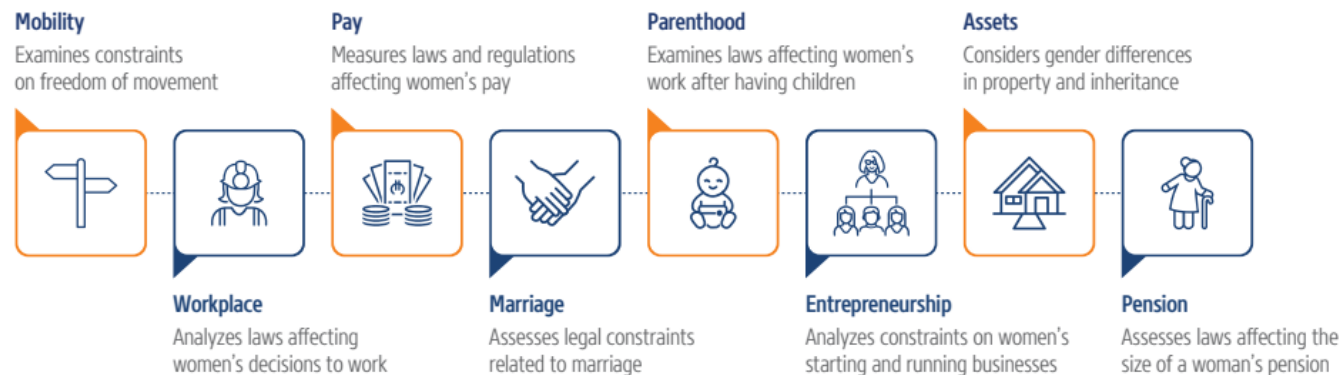 Mobility
Examines constraints
on freedom of movement
Pay
Measures laws and regulations
affecting women's pay
Parenthood
Examines laws affecting women's
work after having children
Assets
Considers gender differences
in property and inheritance
Workplace
Analyzes laws affecting
women's decisions to work
Marriage
Assesses legal constraints
related to marriage
Entrepreneurship
Analyzes constraints on women's
starting and running businesses
Pension
Assesses laws affecting the
size of a woman's pension